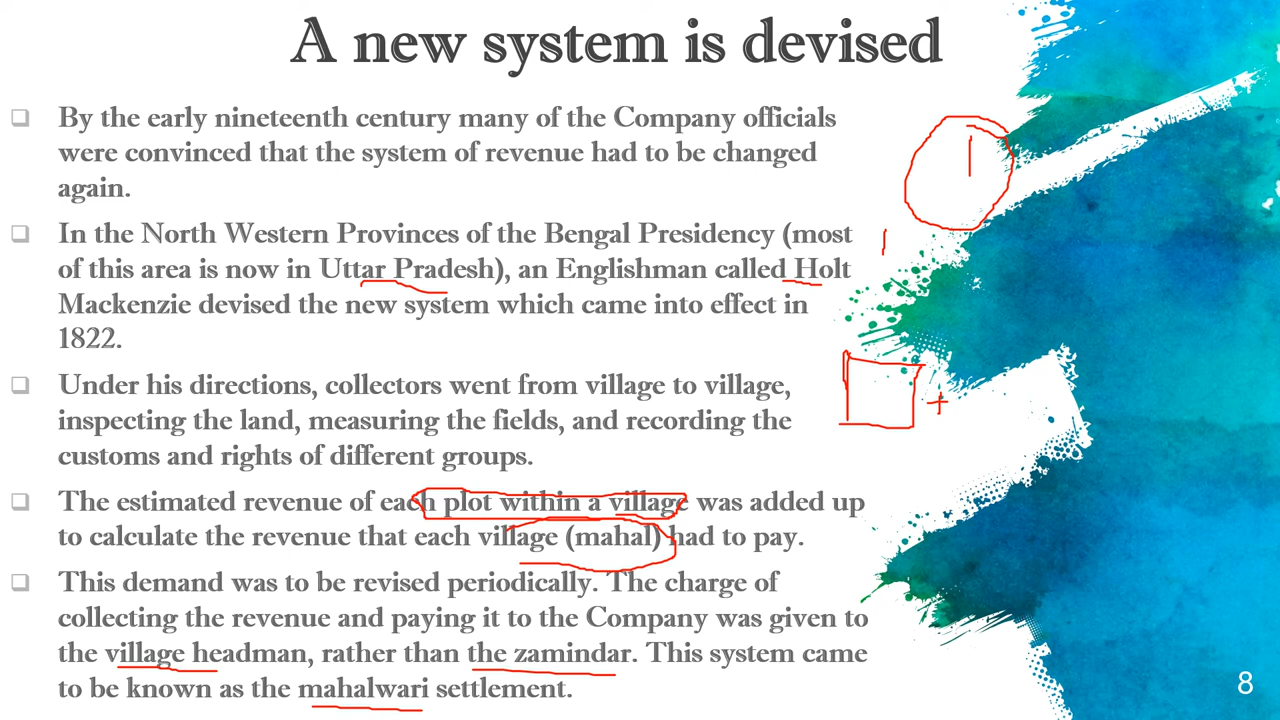 A new system is devised
❑ By the early nineteenth century many of the Company officials
were convinced that the system of revenue had to be changed
again.
❑ In the North Western Provinces of the Bengal Presidency (most
of this area is now in Uttar Pradesh), an Englishman called Holt
Mackenzie devised the new system which came into effect in
1822.
❑ Under his directions, collectors went from village to village,
inspecting the land, measuring the fields, and recording the
customs and rights of different groups.
❑ The estimated revenue of each plot within a village was added up
to calculate the revenue that each village (mahal) had to pay.
❑ This demand was to be revised periodically. The charge of
collecting the revenue and paying it to the Company was given to
the village headman, rather than the zamindar. This system came
to be known as the mahalwari settlement.
8